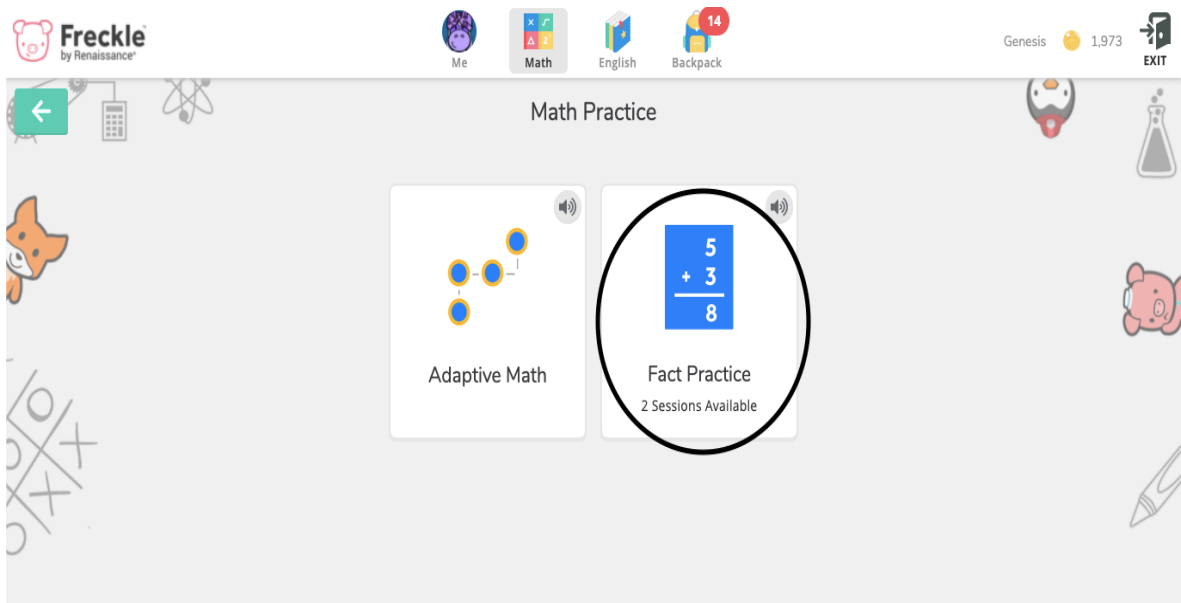 Freckle
by Renaissance®
Me
Math
English
14
Backpack
Genesis
1,973
EXIT
Math Practice
Adaptive Math
5
+ 3
8
Fact Practice
2 Sessions Available